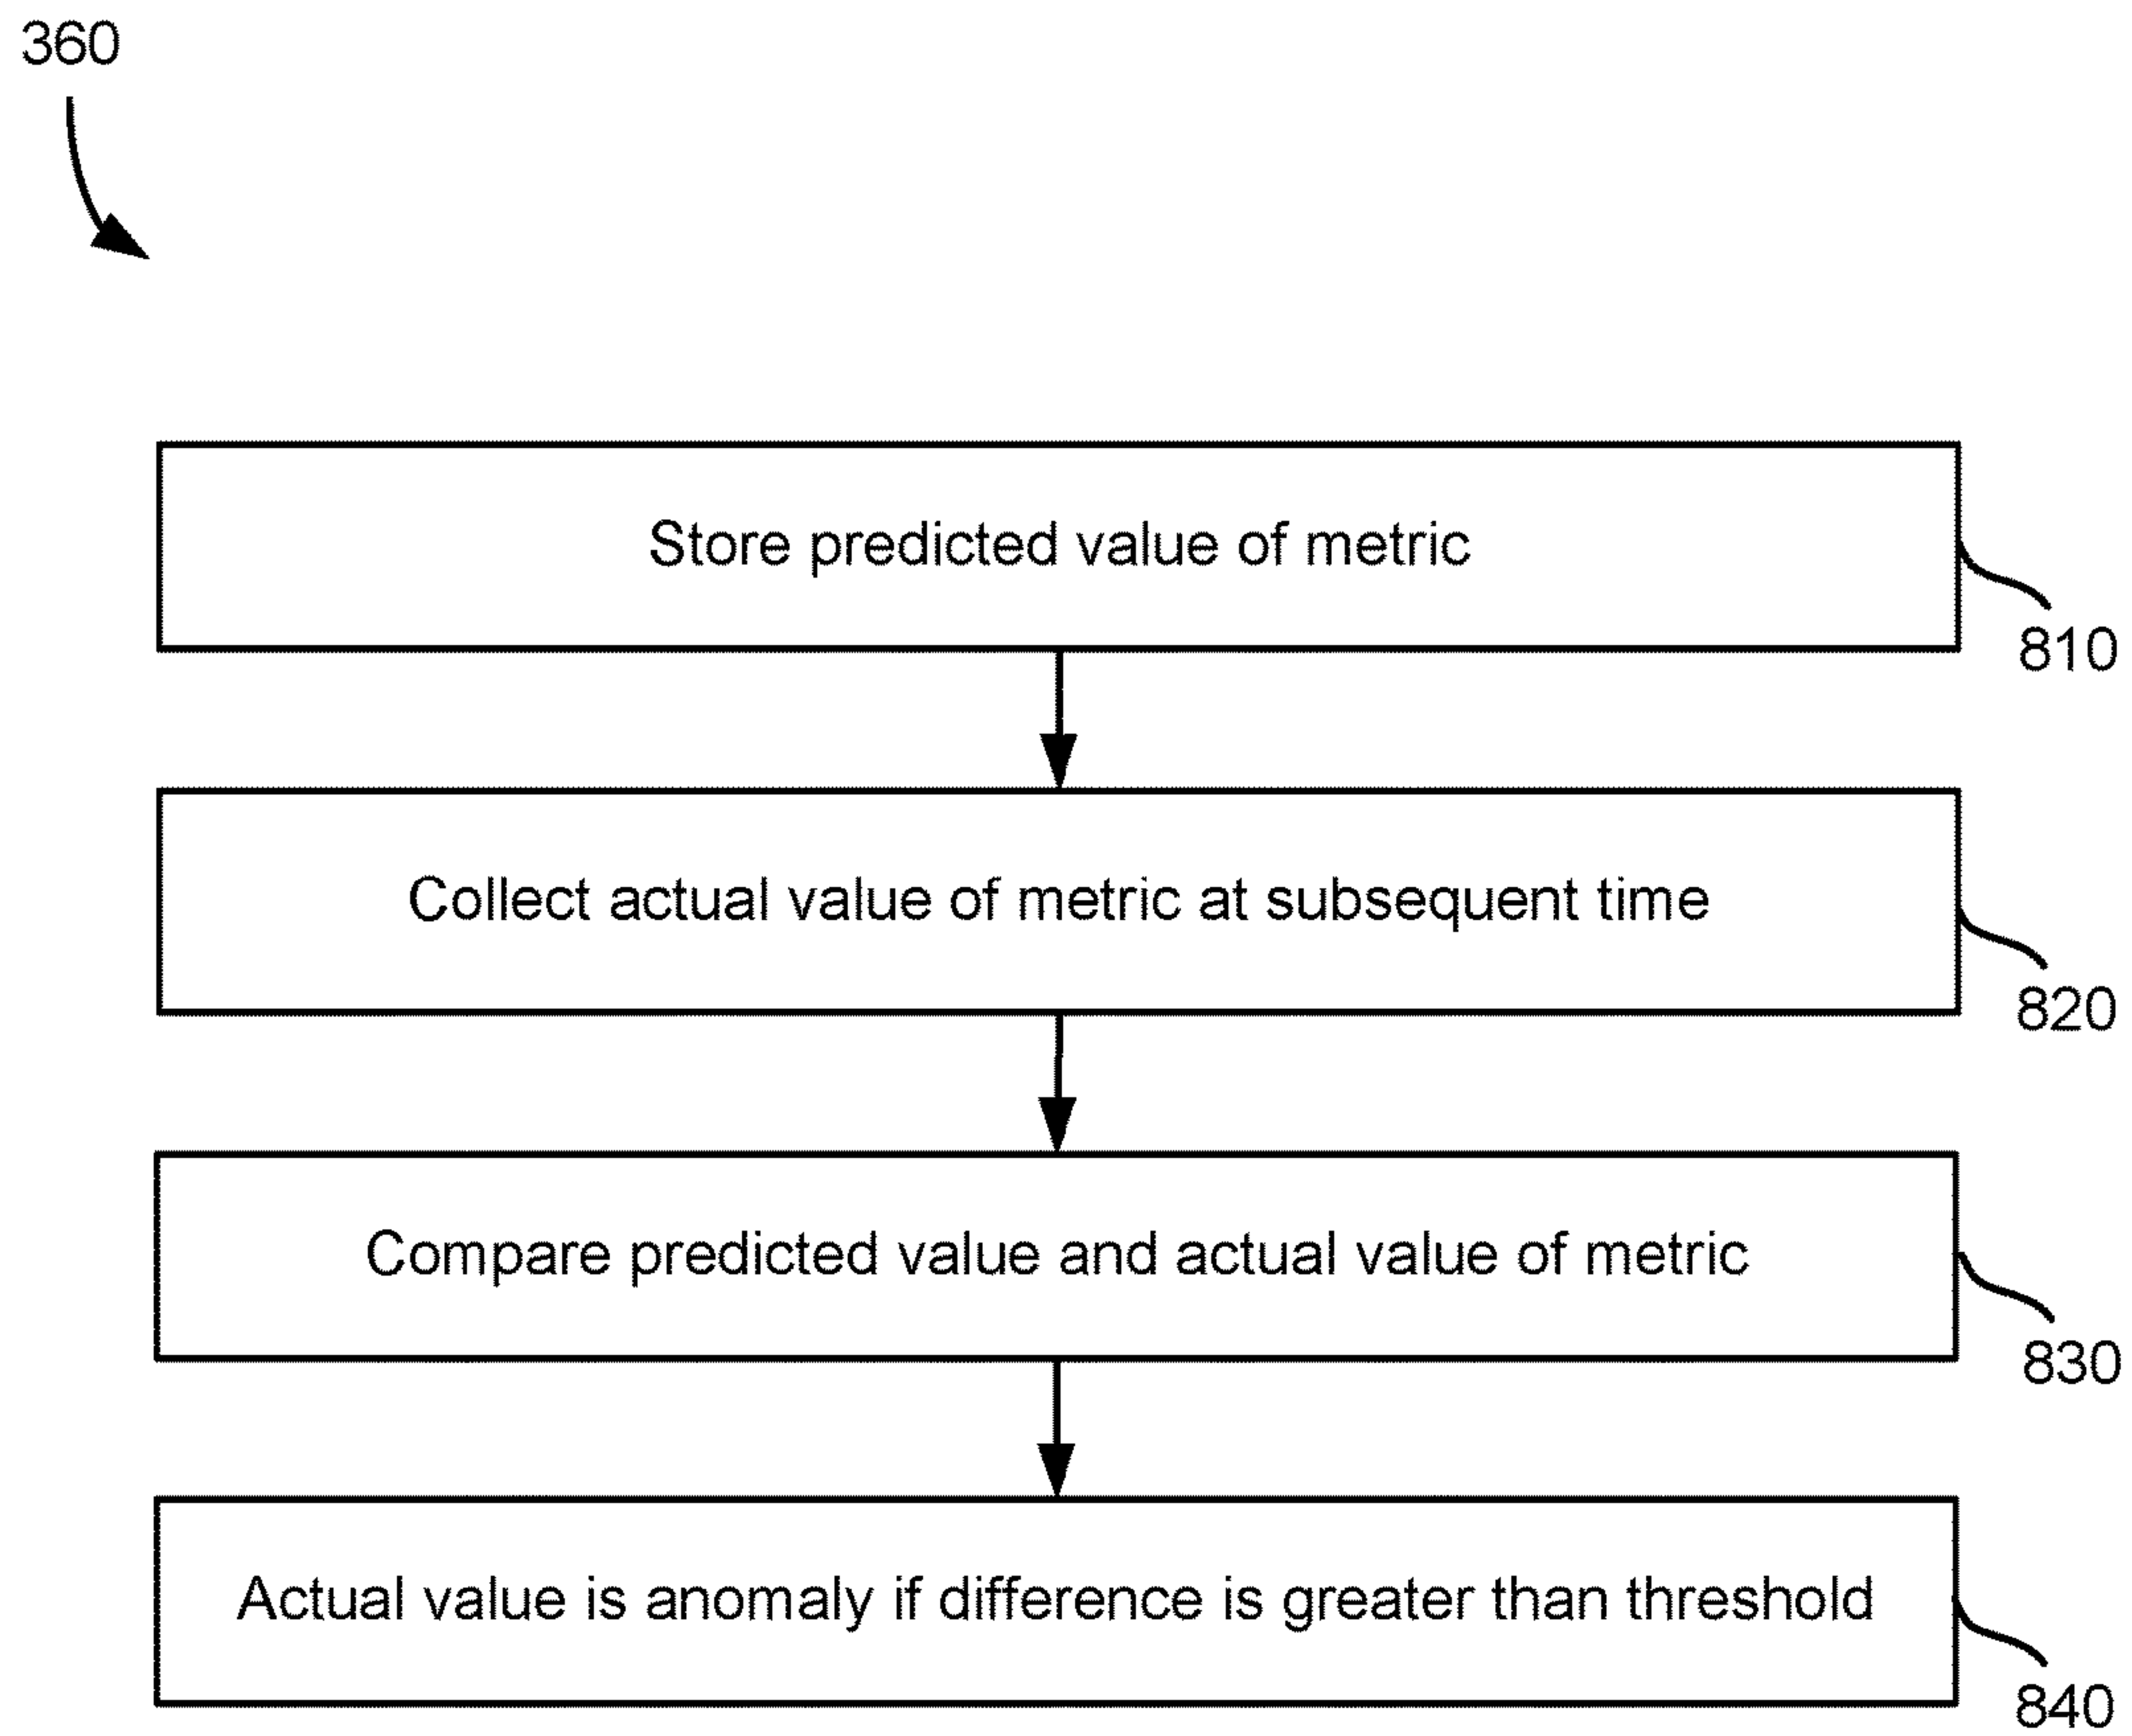 360
Store predicted value of metric
810
Collect actual value of metric at subsequent time
820
Compare predicted value and actual value of metric
830
Actual value is anomaly if difference is greater than threshold
840